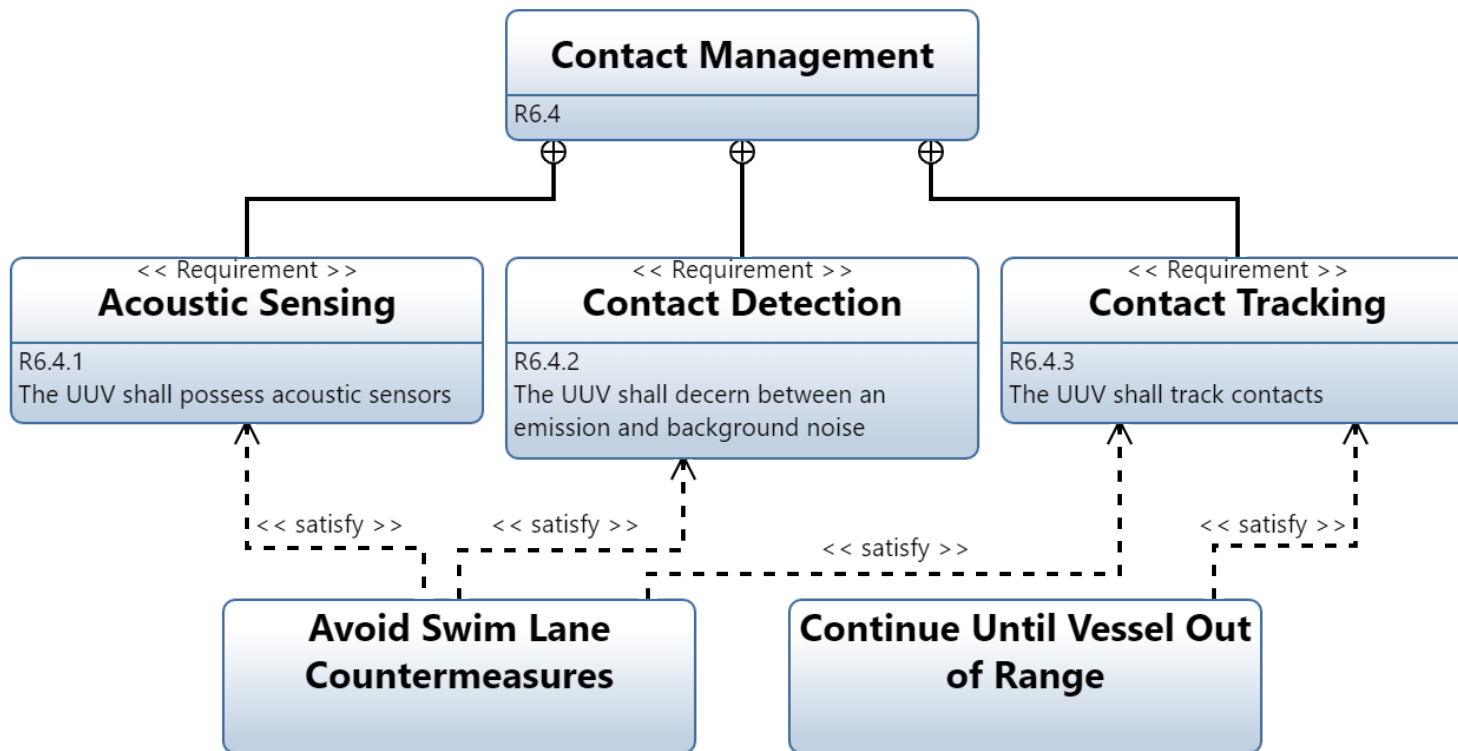 Contact Management
R6.4
<< Requirement >>
Acoustic Sensing
R6.4.1
The UUV shall possess acoustic sensors
<< Requirement >>
Contact Detection
R6.4.2
The UUV shall decern between an
emission and background noise
<< Requirement >>
Contact Tracking
R6.4.3
The UUV shall track contacts
<< satisfy >>
<< satisfy >>
<< satisfy >>
<< satisfy >>
Avoid Swim Lane
Countermeasures
Continue Until Vessel Out
of Range